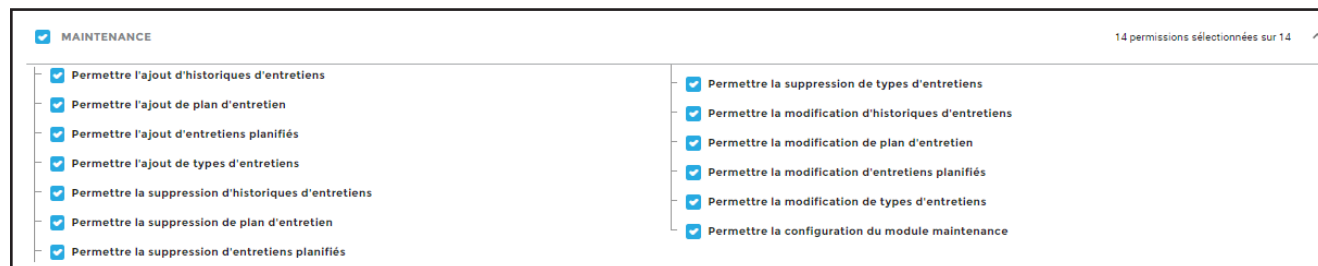 MAINTENANCE
14 permissions sélectionnées sur 14
Permettre l'ajout d'historiques d'entretiens
Permettre l'ajout de plan d'entretien
Permettre l'ajout d'entretiens planifiés
Permettre l'ajout de types d'entretiens
Permettre la suppression d'historiques d'entretiens
Permettre la suppression de plan d'entretien
Permettre la suppression d'entretiens planifiés
Permettre la suppression de types d'entretiens
Permettre la modification d'historiques d'entretiens
Permettre la modification de plan d'entretien
Permettre la modification d'entretiens planifiés
Permettre la modification de types d'entretiens
Permettre la configuration du module maintenance